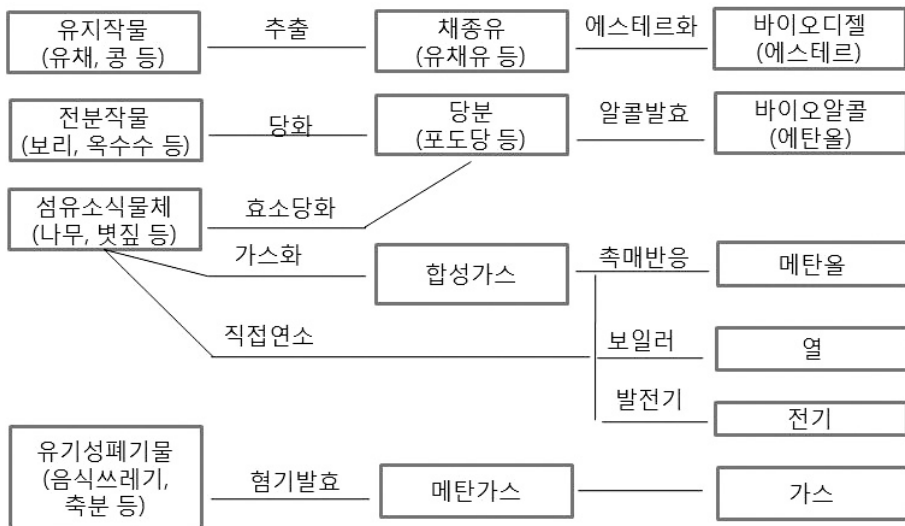 유지작물
(유채, 콩 등)
추출
채종유
(유채유 등)
에스테르화
바이오디젤
(에스테르)
전분작물
(보리, 옥수수 등)
당화
당분
(포도당 등)
알콜발효
바이오알콜
(에탄올)
섬유소식물체
(나무, 볏짚 등)
효소당화
가스화
합성가스
촉매반응
메탄올
직접연소
보일러
열
발전기
전기
유기성폐기물
(음식쓰레기,
축분 등)
혐기발효
메탄가스
가스